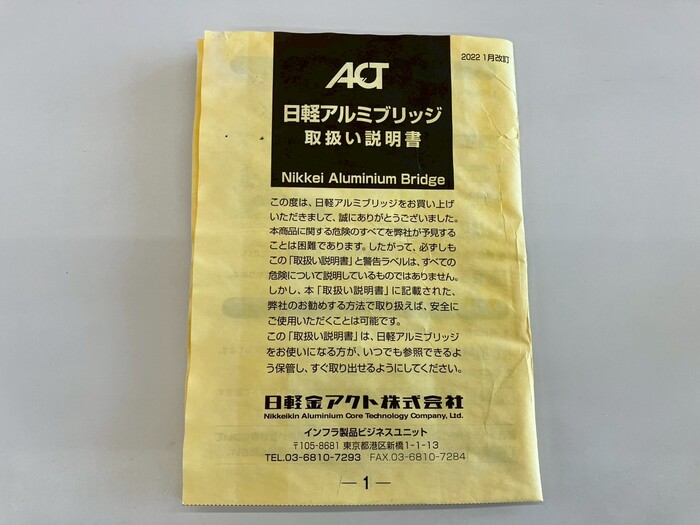 2022 1月改訂
ACT
日軽アルミブリッジ
取扱い説明書
Nikkei Aluminium Bridge
この度は、日軽アルミブリッジをお買い上げ
いただきまして、誠にありがとうございました。
本商品に関する危険のすべてを弊社が予見する
ことは困難であります。したがって、必ずしも
この「取扱い説明書」と警告ラベルは、すべての
危険について説明しているものではありません。
しかし、本「取扱い説明書」に記載された、
弊社のお勧めする方法で取り扱えば、安全に
ご使用いただくことは可能です。
この「取扱い説明書」は、日軽アルミブリッジ
をお使いになる方が、いつでも参照できるよ
う保管し、すぐ取り出せるようにしてください。
日軽金アクト株式会社
Nikkeikin Aluminium Core Technology Company, Ltd.
インフラ製品ビジネスユニット
〒105-8681 東京都港区新橋1-1-13
TEL.03-6810-7293 FAX.03-6810-7284
— 1 —